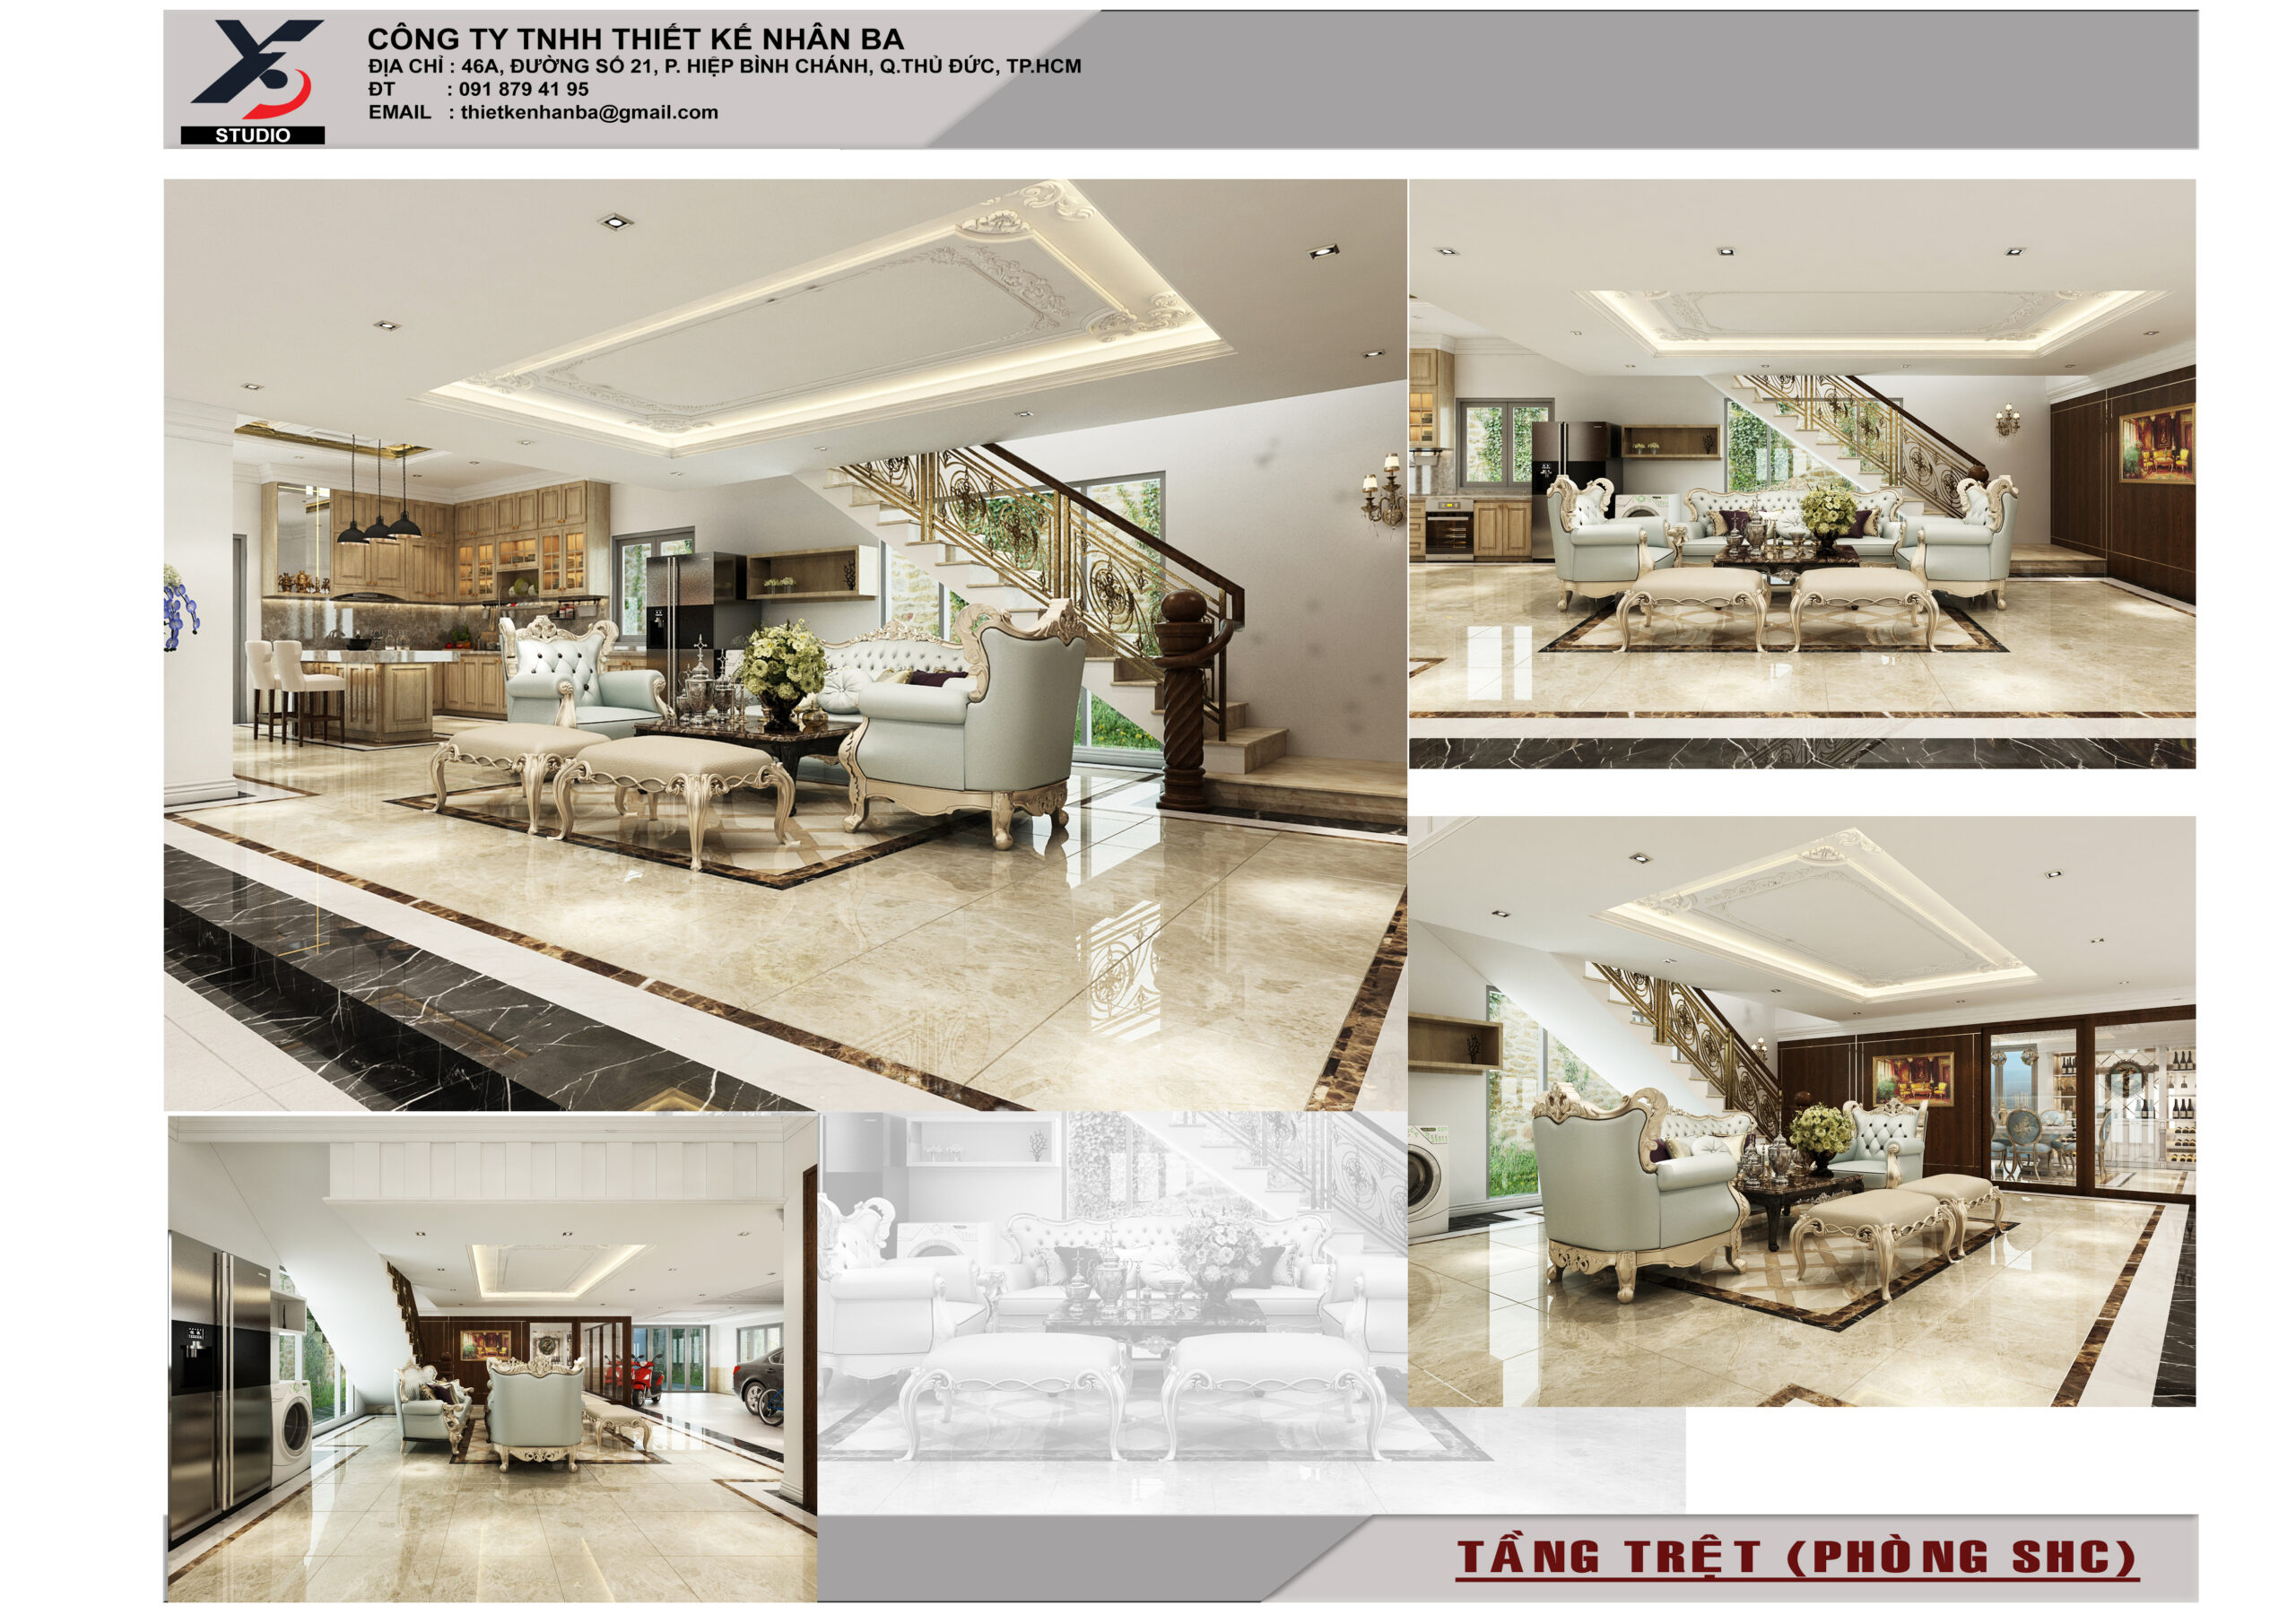 CÔNG TY TNHH THIẾT KẾ NHÂN BA
ĐỊA CHỈ : 46A, ĐƯỜNG SỐ 21, P. HIỆP BÌNH CHÁNH, Q.THỦ ĐỨC, TP.HCM
ĐT : 091 879 41 95
EMAIL : thietkenhanba@gmail.com
STUDIO
TẦNG TRỆT (PHÒNG SHC)